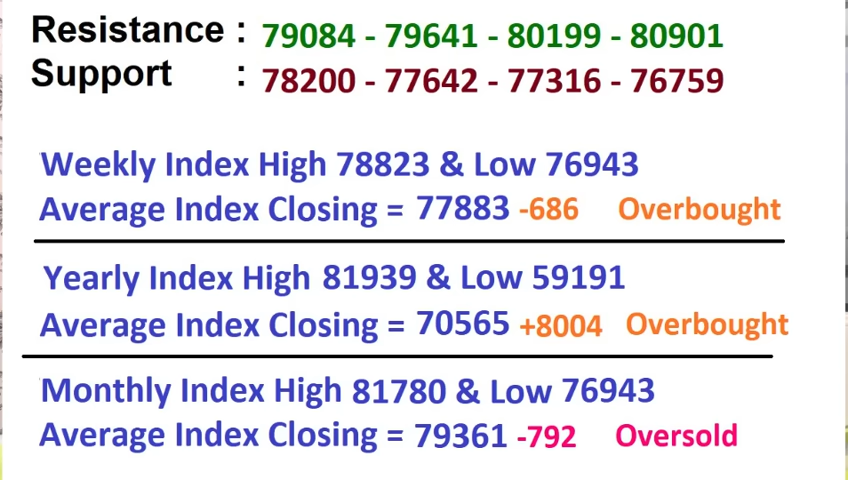 Resistance : 79084 - 79641 - 80199 - 80901
Support : 78200 - 77642 - 77316 - 76759
Weekly Index High 78823 & Low 76943
Average Index Closing = 77883 -686 Overbought
Yearly Index High 81939 & Low 59191
Average Index Closing = 70565 +8004 Overbought
Monthly Index High 81780 & Low 76943
Average Index Closing = 79361 -792 Oversold